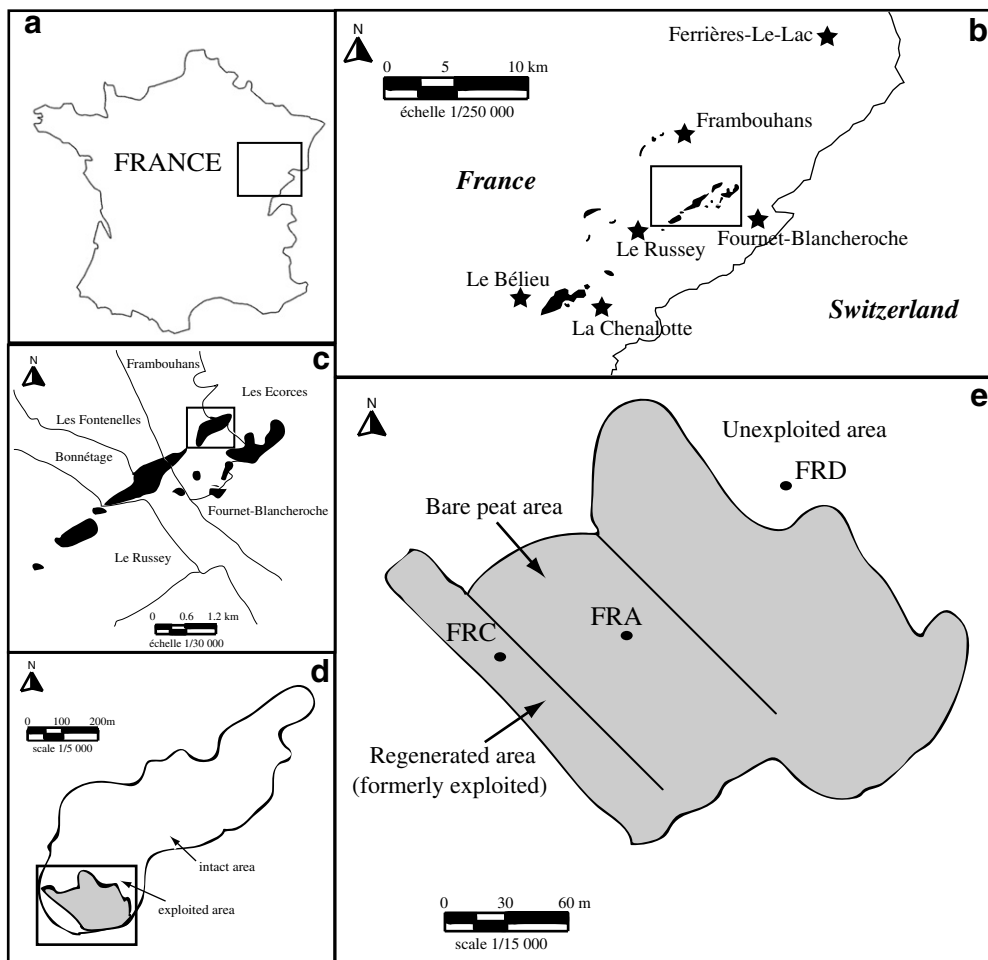 a
FRANCE
b
N
0 5 10 km
échelle 1/250 000
Ferrières-Le-Lac
Frambouhans
France
Le Russey
Fournet-Blancheroche
Le Bélieu
La Chenalotte
Switzerland
c
N
Frambouhans
Les Ecorces
Les Fontenelles
Bonnétage
Fournet-Blancheroche
Le Russey
0 0.6 1.2 km
échelle 1/30 000
d
N
0 100 200m
scale 1/5 000
intact area
exploited area
e
N
Unexploited area
FRD
Bare peat area
FRA
FRC
Regenerated area
(formerly exploited)
0 30 60 m
scale 1/15 000